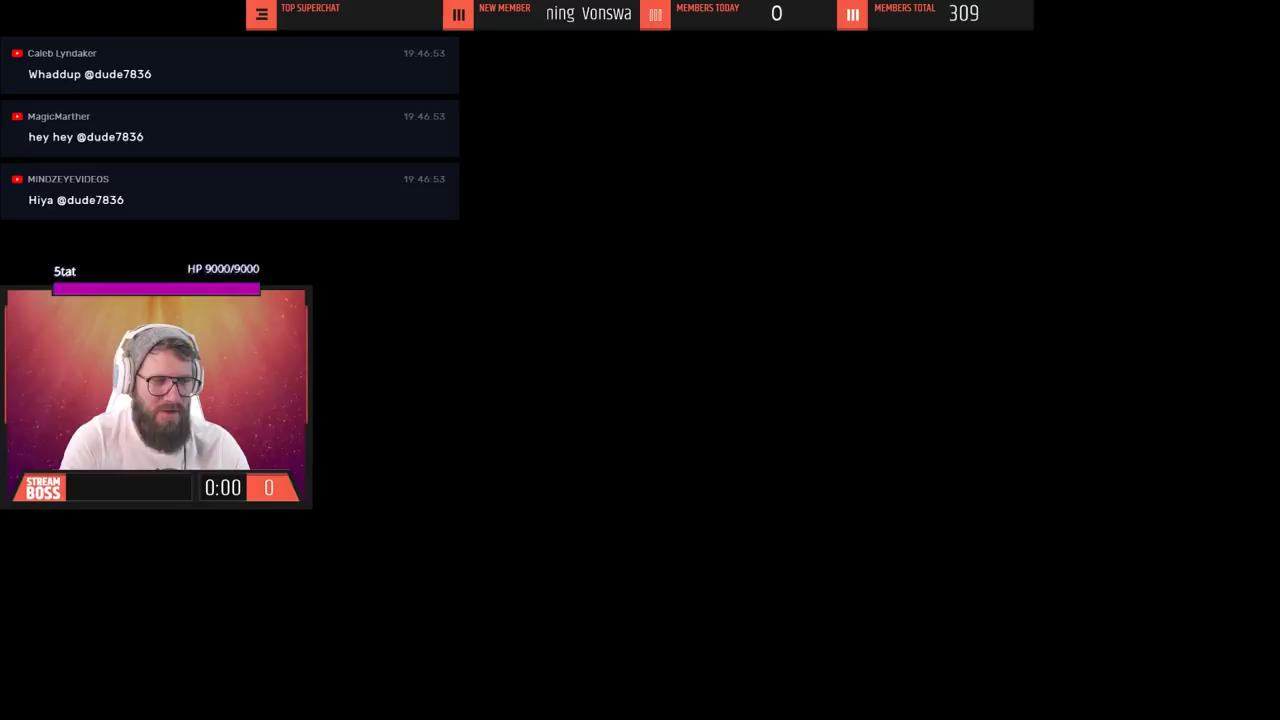 TOP SUPERCHAT
NEW MEMBER
ning Vonswa
MEMBERS TODAY
0
MEMBERS TOTAL
309
Caleb Lyndaker
19:46:53
Whaddup @dude7836
MagicMarther
19:46:53
hey hey @dude7836
MINDZEYEVIDEOS
19:46:53
Hiya @dude7836
5tat
HP 9000/9000
STREAM
BOSS
0:00
0